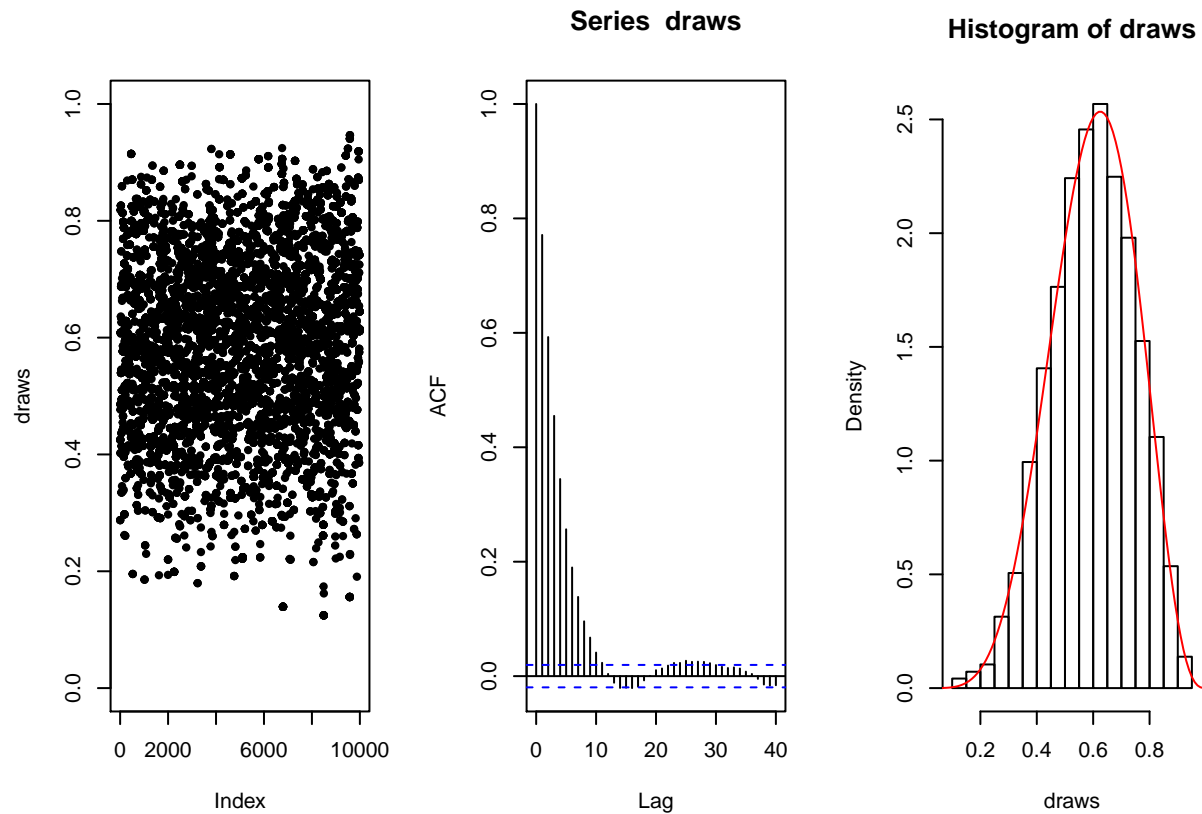 draws
0.0 0.2 0.4 0.6 0.8 1.0
0 2000 6000 10000
Index
Series draws
ACF
0.0 0.2 0.4 0.6 0.8 1.0
0 10 20 30 40
Lag
Histogram of draws
Density
0.0 0.5 1.0 1.5 2.0 2.5
0.2 0.4 0.6 0.8
draws